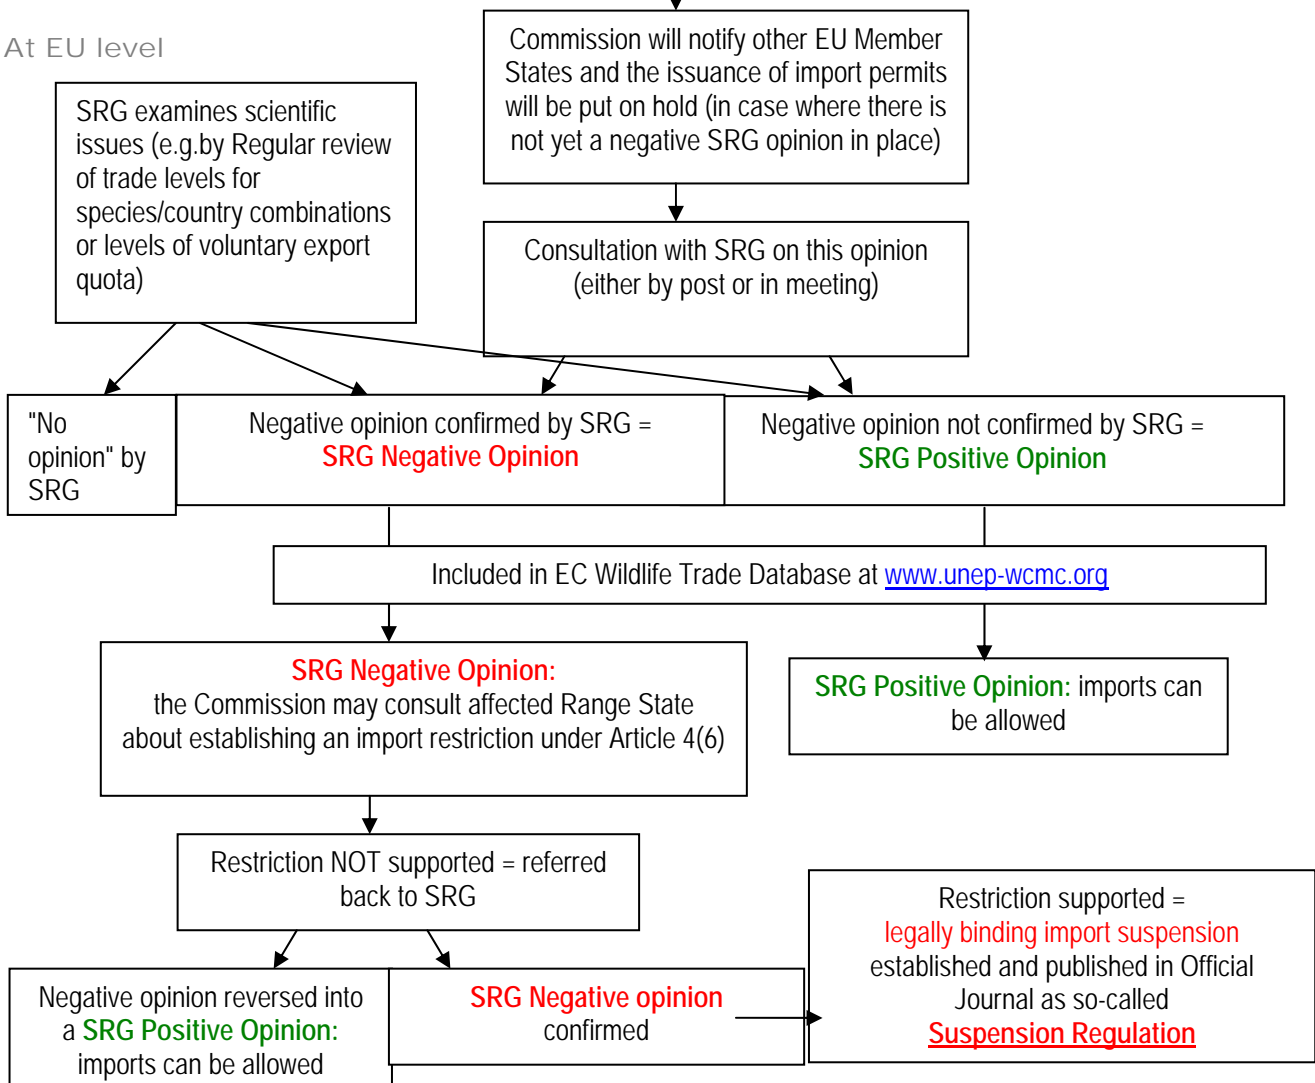 At EU level
Commission will notify other EU Member
States and the issuance of import permits
will be put on hold (in case where there is
not yet a negative SRG opinion in place)
SRG examines scientific
issues (e.g.by Regular review
of trade levels for
species/country combinations
or levels of voluntary export
quota)
Consultation with SRG on this opinion
(either by post or in meeting)
"No
opinion" by
SRG
Negative opinion confirmed by SRG =
SRG Negative Opinion
Negative opinion not confirmed by SRG =
SRG Positive Opinion
Included in EC Wildlife Trade Database at www.unep-wcmc.org
SRG Negative Opinion:
the Commission may consult affected Range State
about establishing an import restriction under Article 4(6)
SRG Positive Opinion: imports can
be allowed
Restriction NOT supported = referred
back to SRG
Restriction supported =
legally binding import suspension
established and published in Official
Journal as so-called
Suspension Regulation
Negative opinion reversed into
a SRG Positive Opinion:
imports can be allowed
SRG Negative opinion
confirmed